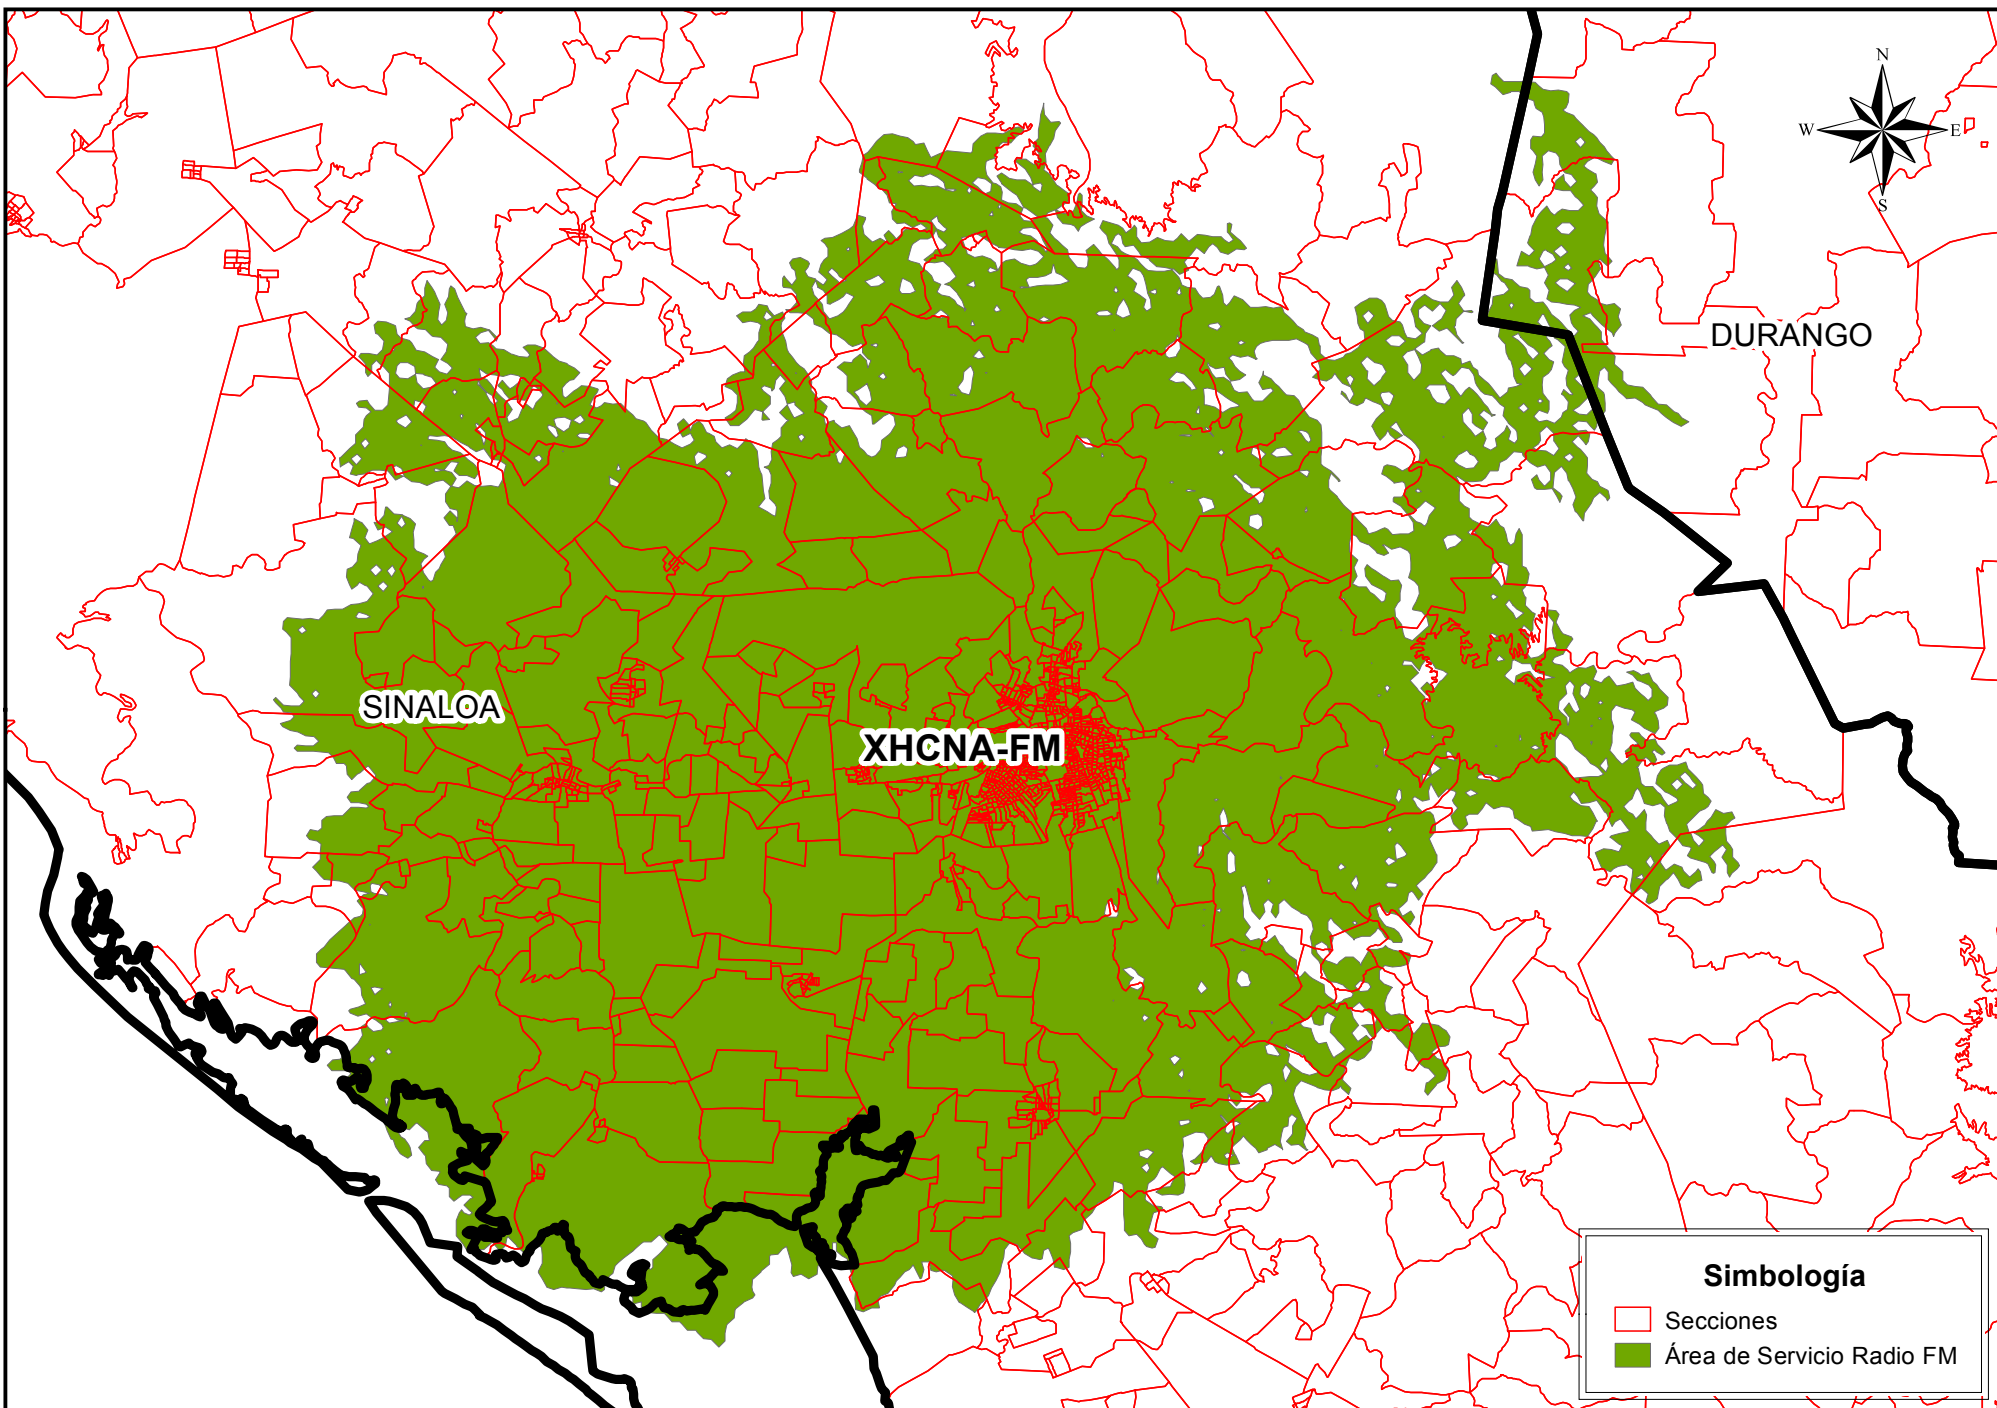 N
W
E
S
DURANGO
SINALOA
XHCNA-FM
Simbología
Secciones
Área de Servicio Radio FM